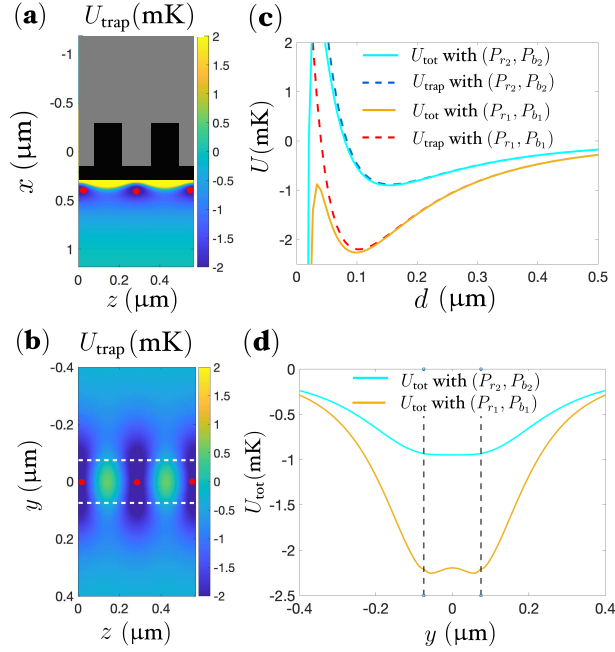 (a) U_trap (mK)
-1
-0.5
0
0.5
1
x (μm)
0 0.2 0.4
z (μm)
2
1.5
1
0.5
0
-0.5
-1
-1.5
-2
(c)
2
1
0
-1
-2
U (mK)
U_tot with (P_r2, P_b2)
U_trap with (P_r2, P_b2)
U_tot with (P_r1, P_b1)
U_trap with (P_r1, P_b1)
0 0.1 0.2 0.3 0.4 0.5
d (μm)
(b) U_trap (mK)
-0.4
-0.2
0
0.2
0.4
y (μm)
0 0.2 0.4
z (μm)
2
1.5
1
0.5
0
-0.5
-1
-1.5
-2
(d)
0
-0.5
-1
-1.5
-2
-2.5
U_tot (mK)
U_tot with (P_r2, P_b2)
U_tot with (P_r1, P_b1)
-0.4 -0.2 0 0.2 0.4
y (μm)